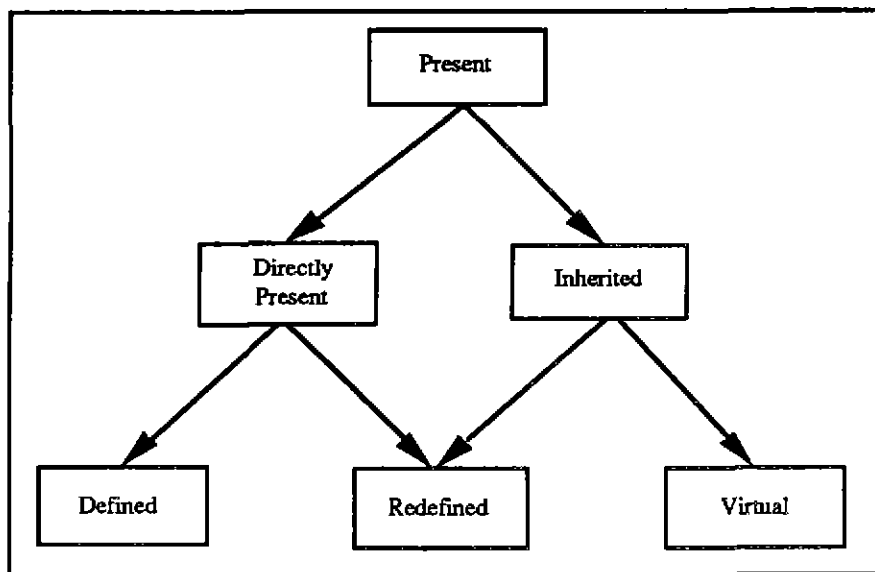 Present
Directly
Present
Inherited
Defined
Redefined
Virtual